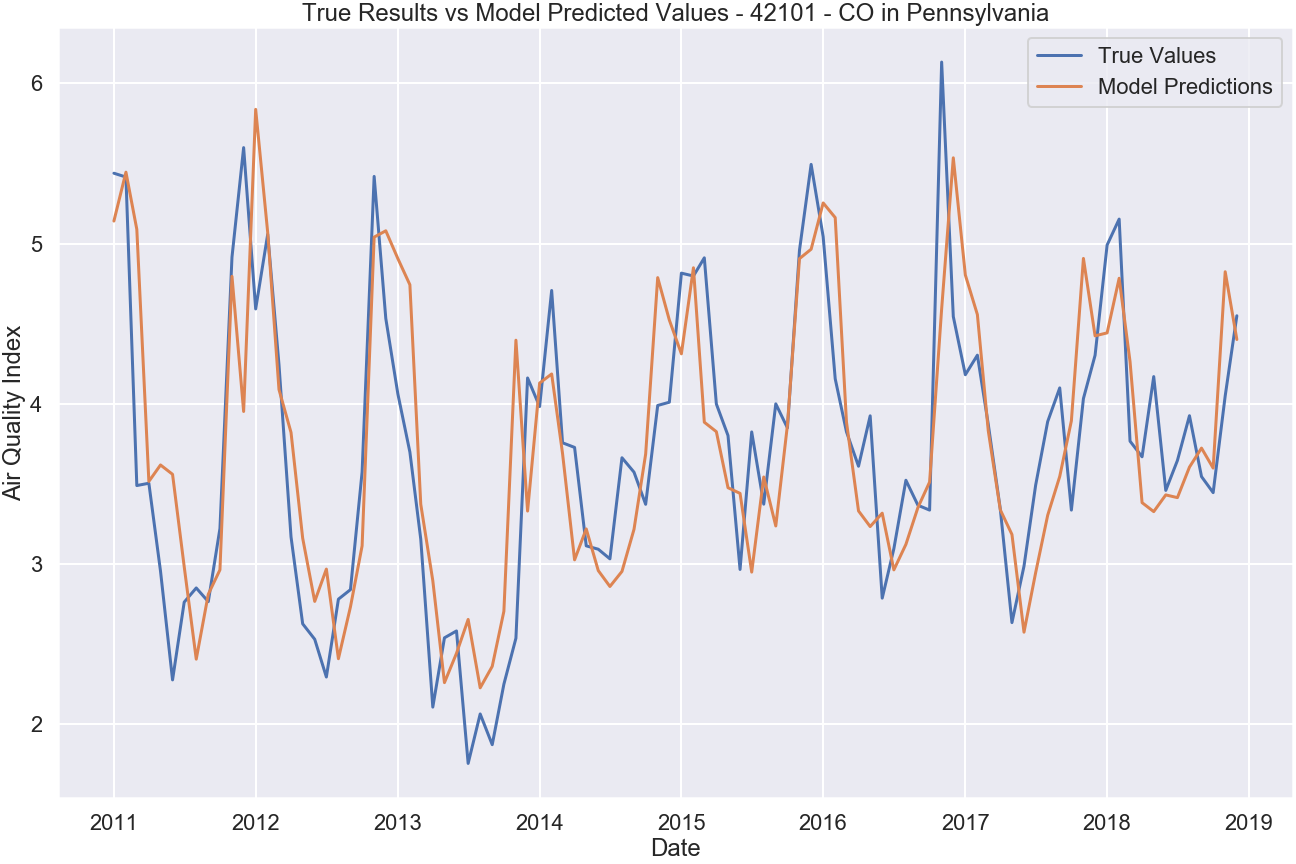 True Results vs Model Predicted Values - 42101 - CO in Pennsylvania
True Values
Model Predictions
Air Quality Index
6
5
4
3
2
2011 2012 2013 2014 2015 2016 2017 2018 2019
Date